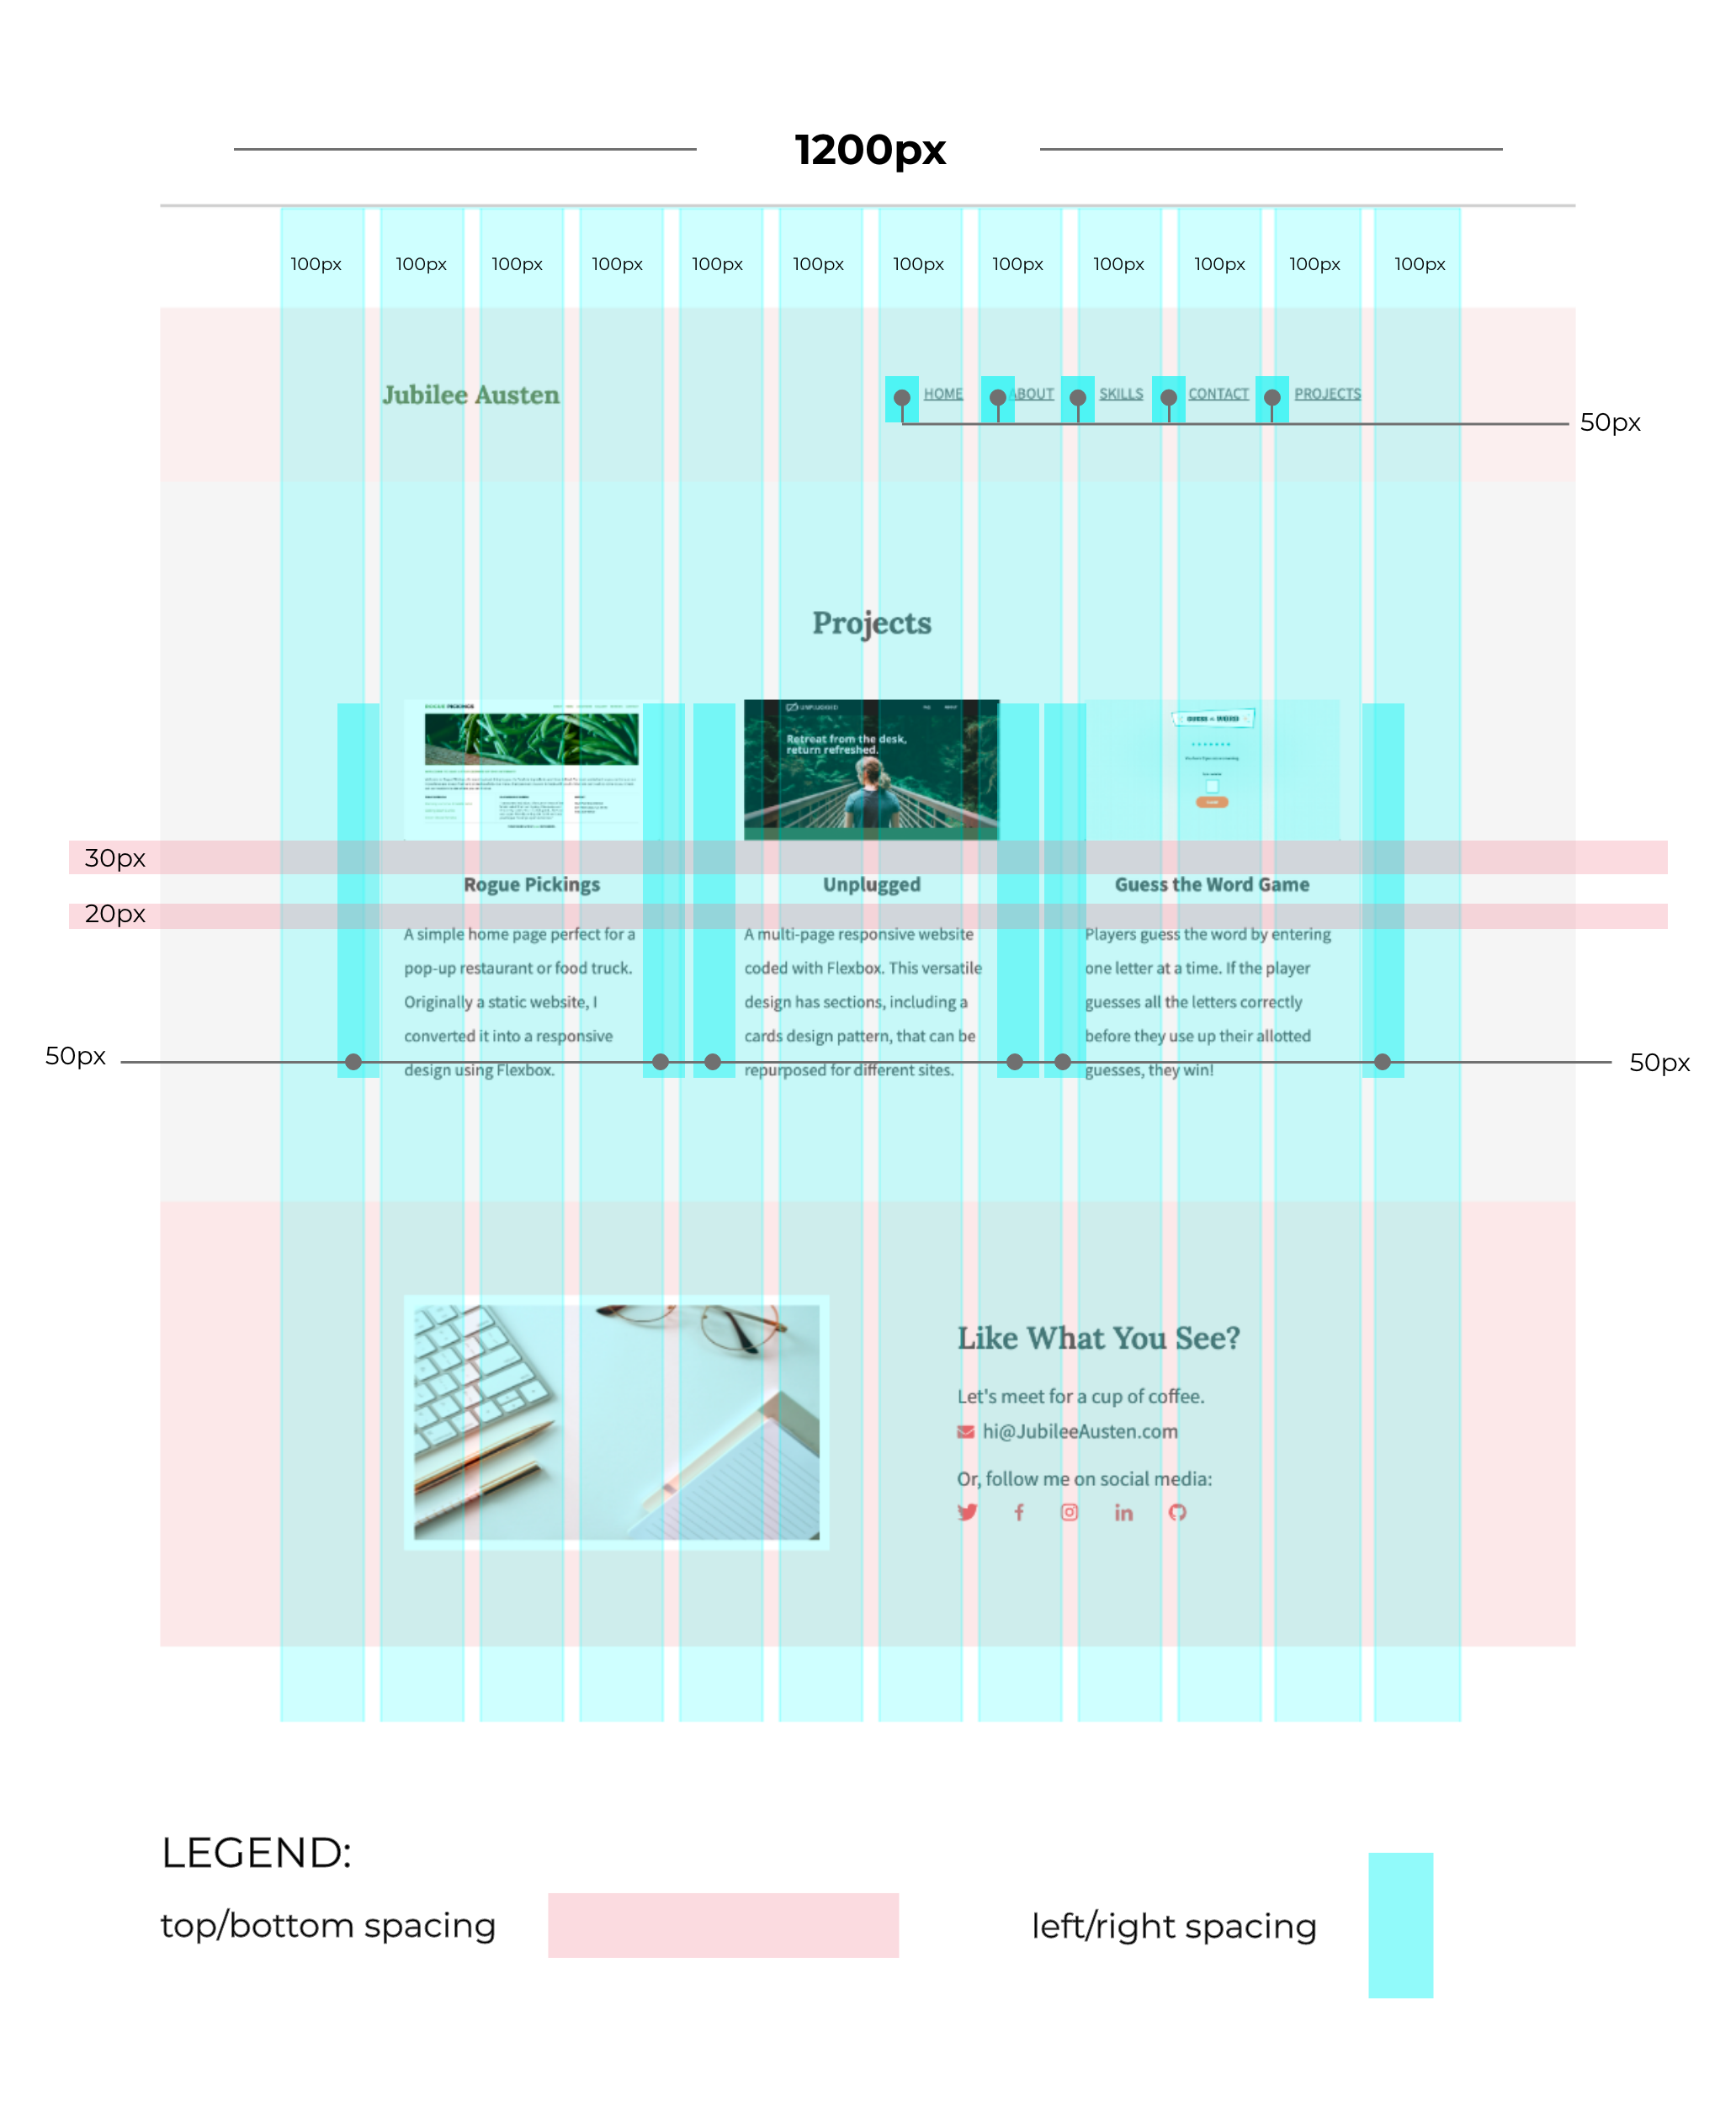 1200px
100px 100px 100px 100px 100px 100px 100px 100px 100px 100px 100px 100px
Jubilee Austen
HOME ABOUT SKILLS CONTACT PROJECTS
50px
Projects
ROGUE PICKINGS
UNPLUGGED
Retreat from the desk,
return refreshed.
30px
Rogue Pickings
Unplugged
Guess the Word Game
20px
A simple home page perfect for a
pop-up restaurant or food truck.
Originally a static website, I
converted it into a responsive
design using Flexbox.
A multi-page responsive website
coded with Flexbox. This versatile
design has sections, including a
cards design pattern, that can be
repurposed for different sites.
Players guess the word by entering
one letter at a time. If the player
guesses all the letters correctly
before they use up their allotted
guesses, they win!
50px
50px
Like What You See?
Let's meet for a cup of coffee.
hi@JubileeAusten.com
Or, follow me on social media:
LEGEND:
top/bottom spacing
left/right spacing